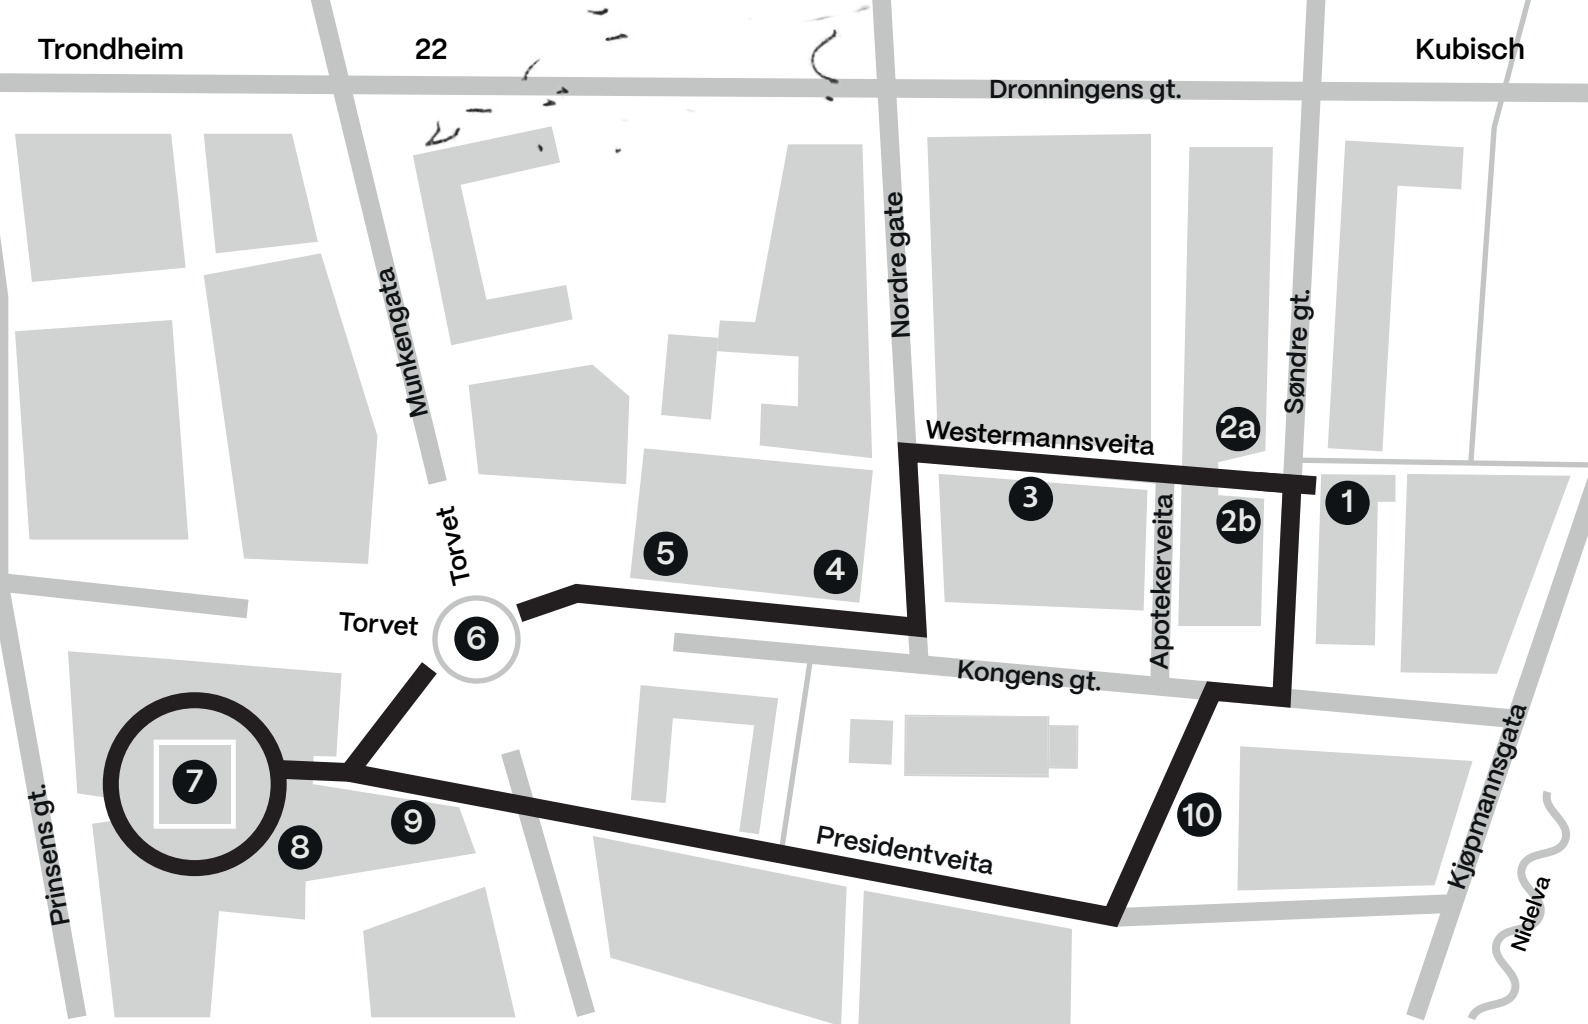 Trondheim
22
Kubisch
Dronningens gt.
Nordre gate
Munkengata
Søndre gt.
2a
Westermannsveita
3
1
2b
Apotekerveita
Torvet
5
4
Torvet
6
Kongens gt.
7
8
9
10
Prinsens gt.
Presidentveita
Kjøpmannsgata
Nidelva